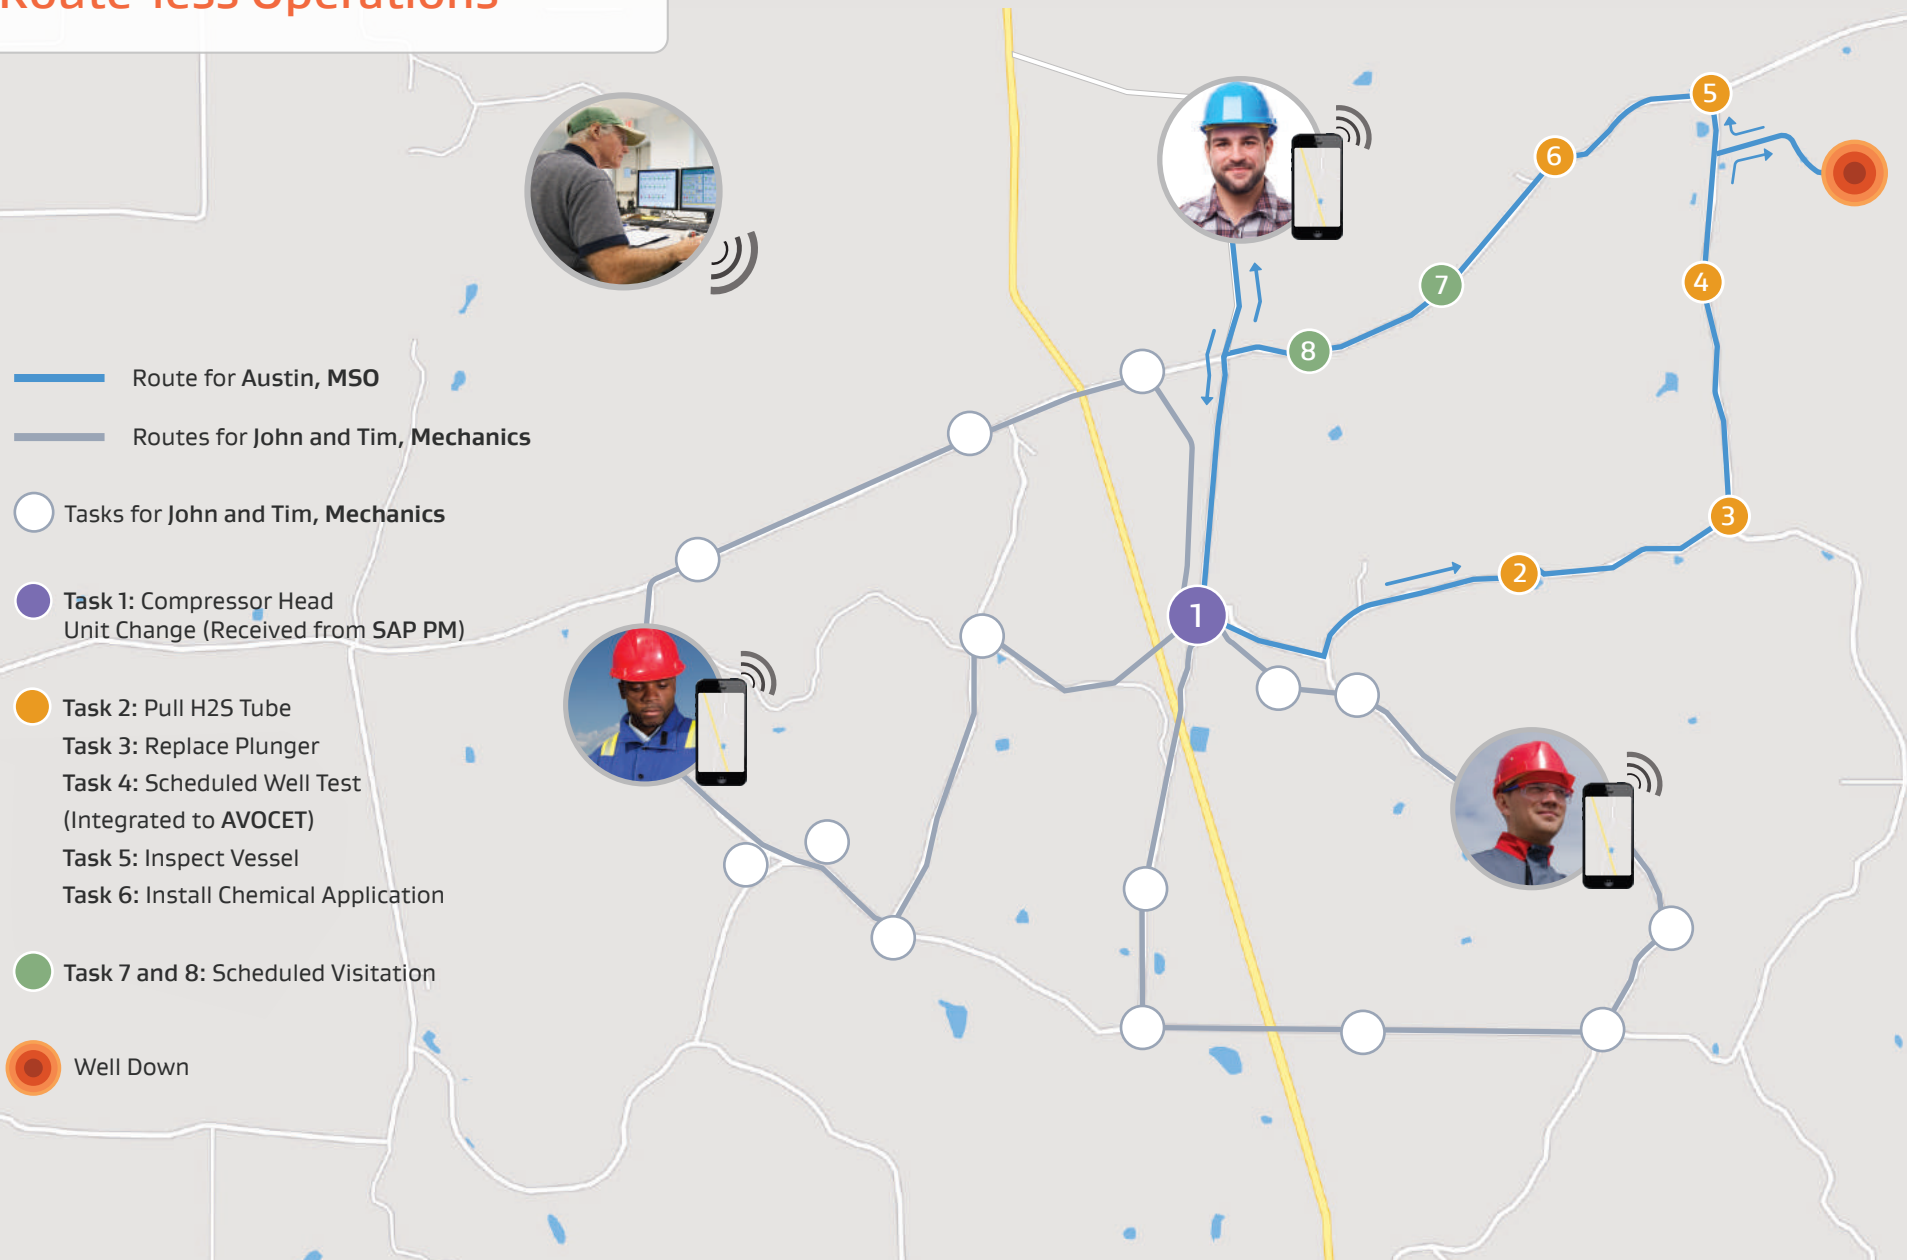 Route-less Operations
5
6
7
4
8
Route for Austin, MSO
Routes for John and Tim, Mechanics
Tasks for John and Tim, Mechanics
3
2
Task 1: Compressor Head
Unit Change (Received from SAP PM)
1
Task 2: Pull H2S Tube
Task 3: Replace Plunger
Task 4: Scheduled Well Test
(Integrated to AVOCET)
Task 5: Inspect Vessel
Task 6: Install Chemical Application
Task 7 and 8: Scheduled Visitation
Well Down